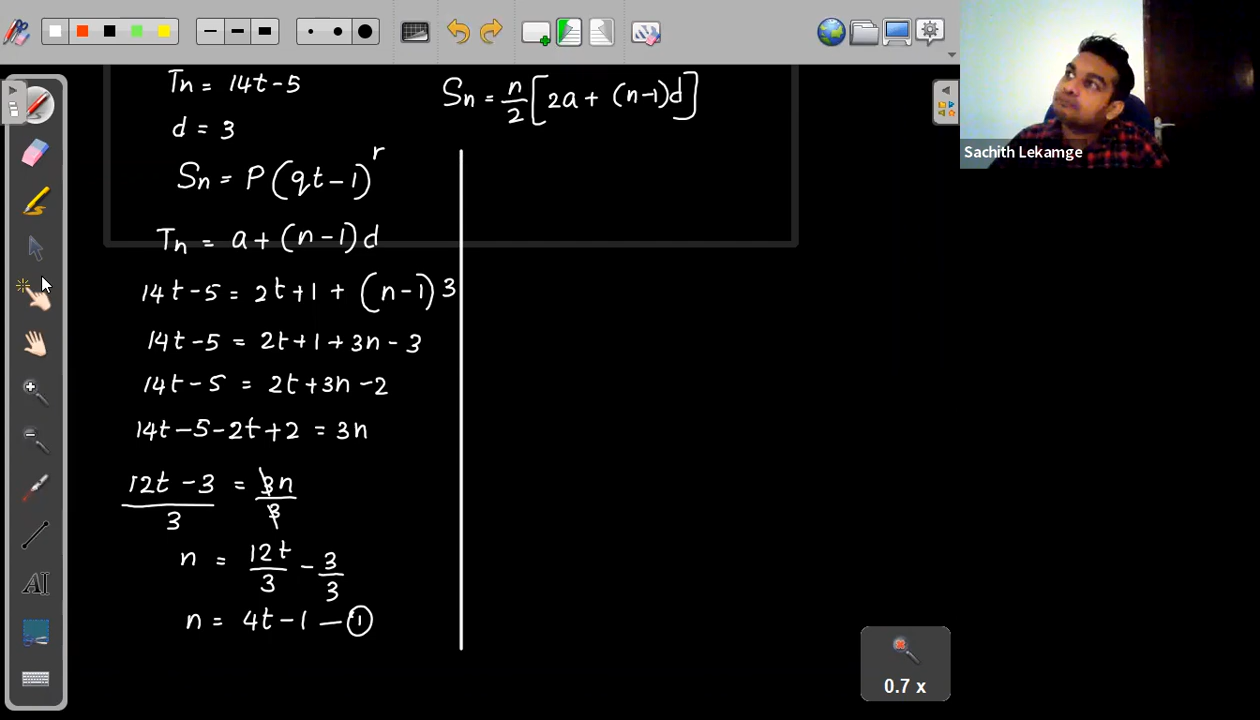 Tn = 14t - 5
d = 3
Sn = P(qt - 1)^r
Tn = a + (n - 1) d
14t - 5 = 2t + 1 + (n - 1) 3
14t - 5 = 2t + 1 + 3n - 3
14t - 5 = 2t + 3n - 2
14t - 5 - 2t + 2 = 3n
12t - 3 / 3 = 3n / 3
n = 12t / 3 - 3 / 3
n = 4t - 1 — ①
Sn = n/2 [2a + (n-1)d]
Sachith Lekamge
0.7 x